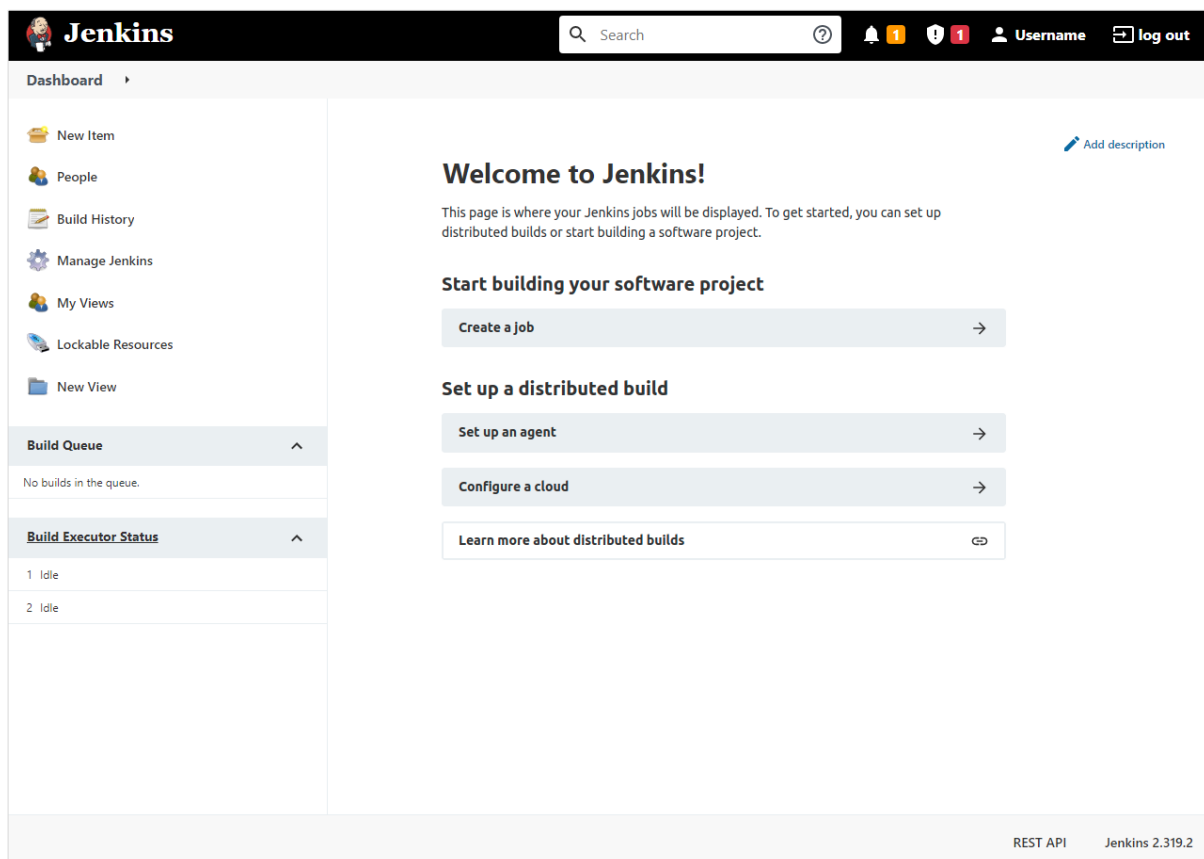 Jenkins
Search
1
1
Username
log out
Dashboard
New Item
People
Build History
Manage Jenkins
My Views
Lockable Resources
New View
Build Queue
No builds in the queue.
Build Executor Status
1 Idle
2 Idle
Add description
Welcome to Jenkins!
This page is where your Jenkins jobs will be displayed. To get started, you can set up
distributed builds or start building a software project.
Start building your software project
Create a job
Set up a distributed build
Set up an agent
Configure a cloud
Learn more about distributed builds
REST API
Jenkins 2.319.2